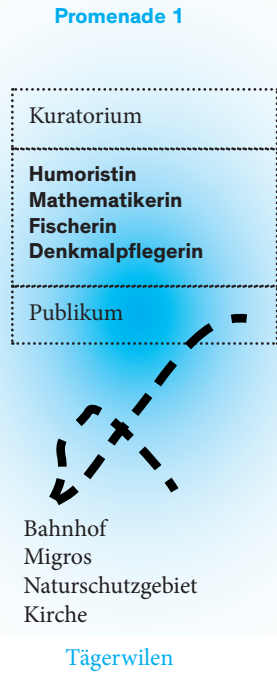 Promenade 1
Kuratorium
Humoristin
Mathematikerin
Fischerin
Denkmalpflegerin
Publikum
Bahnhof
Migros
Naturschutzgebiet
Kirche
Tägerwilen